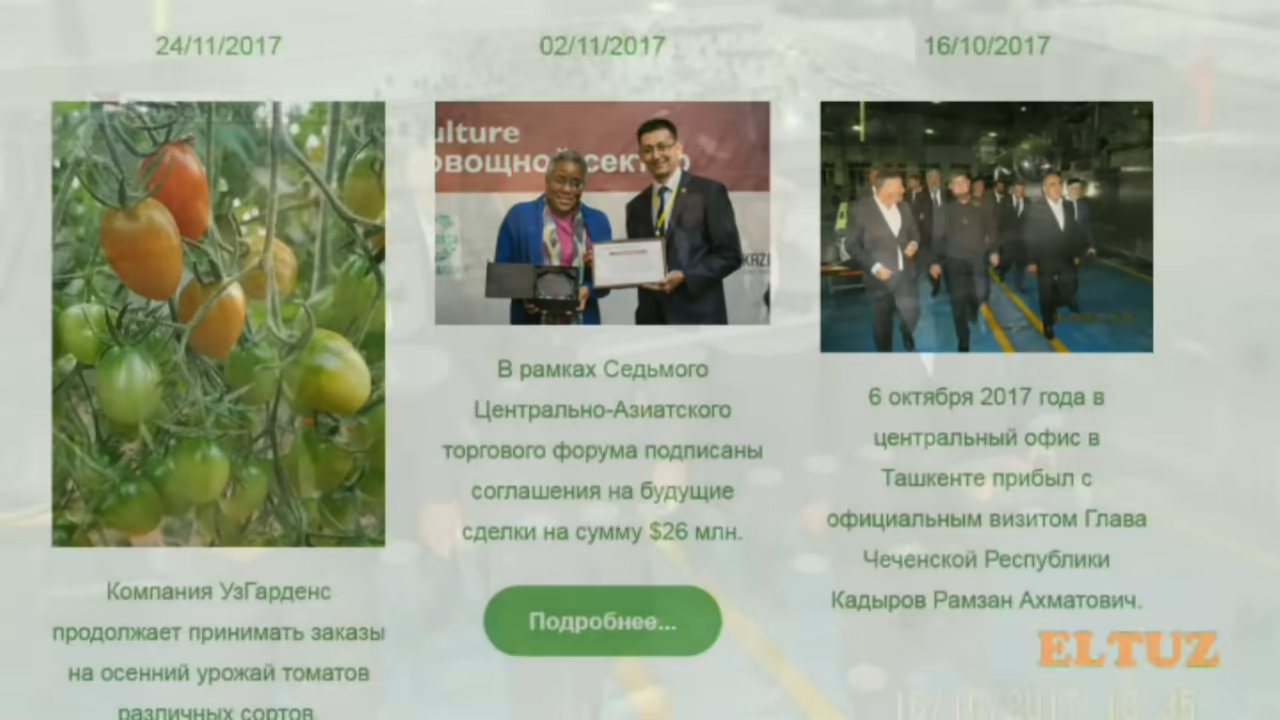 24/11/2017
02/11/2017
16/10/2017
ulture
овощной сектор
KAZ
Компания УзГарденс
продолжает принимать заказы
на осенний урожай томатов
различных сортов
В рамках Седьмого
Центрально-Азиатского
торгового форума подписаны
соглашения на будущие
сделки на сумму $26 млн.
Подробнее...
6 октября 2017 года в
центральный офис в
Ташкенте прибыл с
официальным визитом Глава
Чеченской Республики
Кадыров Рамзан Ахматович.
ELTUZ